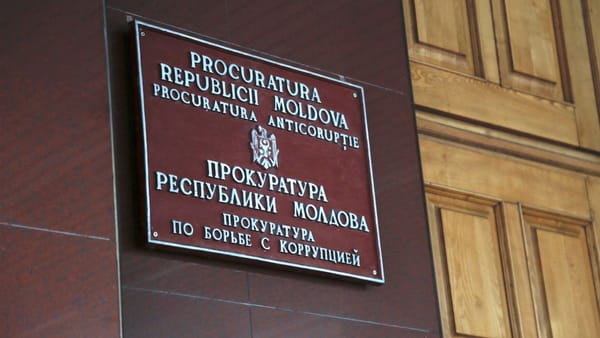 PROCURATURA
REPUBLICII MOLDOVA
PROCURATURA ANTICORUPȚIE
ПРОКУРАТУРА
РЕСПУБЛИКИ МОЛДОВА
ПРОКУРАТУРА
ПО БОРЬБЕ С КОРРУПЦИЕЙ